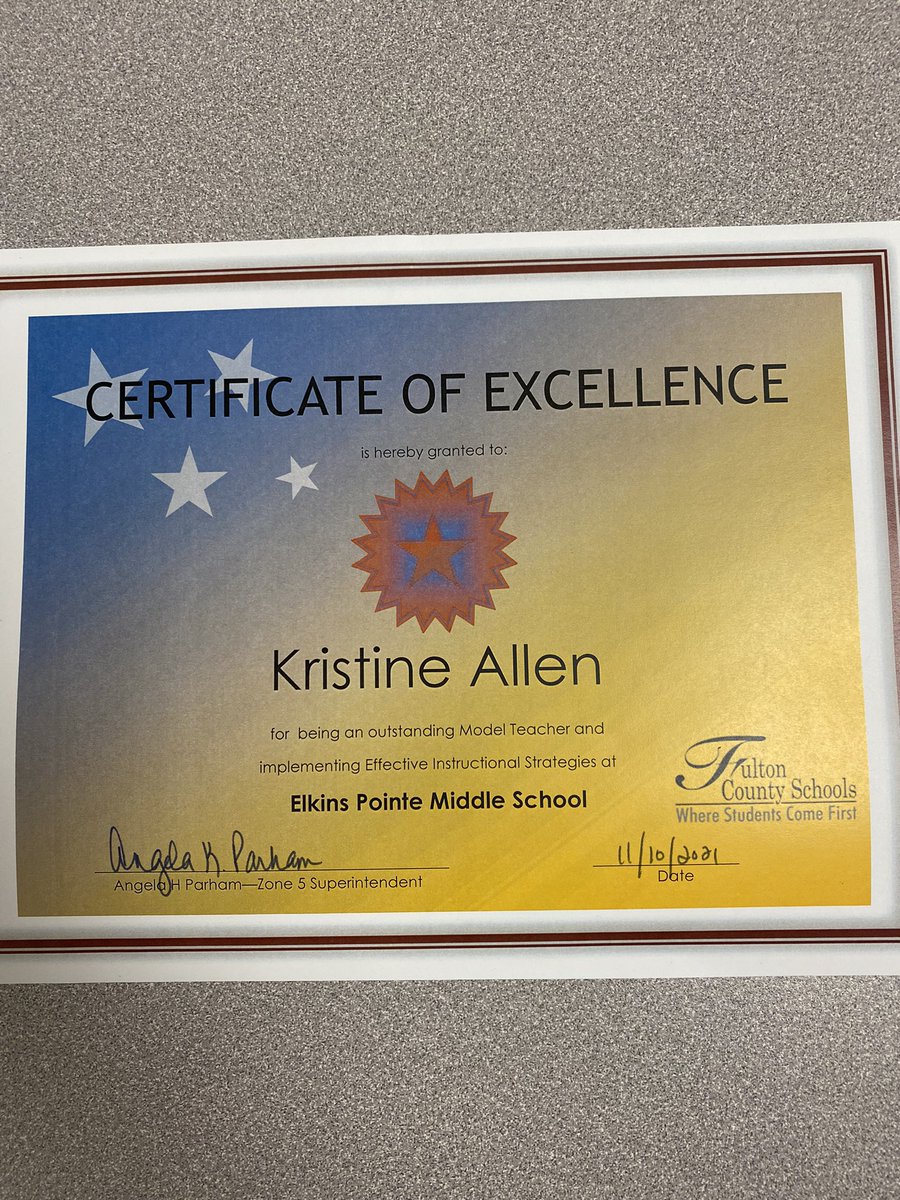 CERTIFICATE OF EXCELLENCE
is hereby granted to:
Kristine Allen
for being an outstanding Model Teacher and
implementing Effective Instructional Strategies at
Elkins Pointe Middle School
Fulton
County Schools
Where Students Come First
Angela H Parham
Angela H Parham—Zone 5 Superintendent
11/10/2021
Date